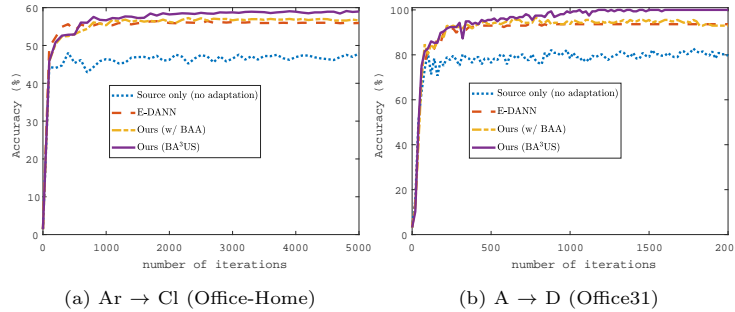 60
50
40
30
20
10
0
Accuracy (%)
Source only (no adaptation)
E-DANN
Ours (w/ BAA)
Ours (BA³US)
0 1000 2000 3000 4000 5000
number of iterations
(a) Ar → Cl (Office-Home)
100
80
60
40
20
0
Accuracy (%)
Source only (no adaptation)
E-DANN
Ours (w/ BAA)
Ours (BA³US)
0 500 1000 1500 200
number of iterations
(b) A → D (Office31)